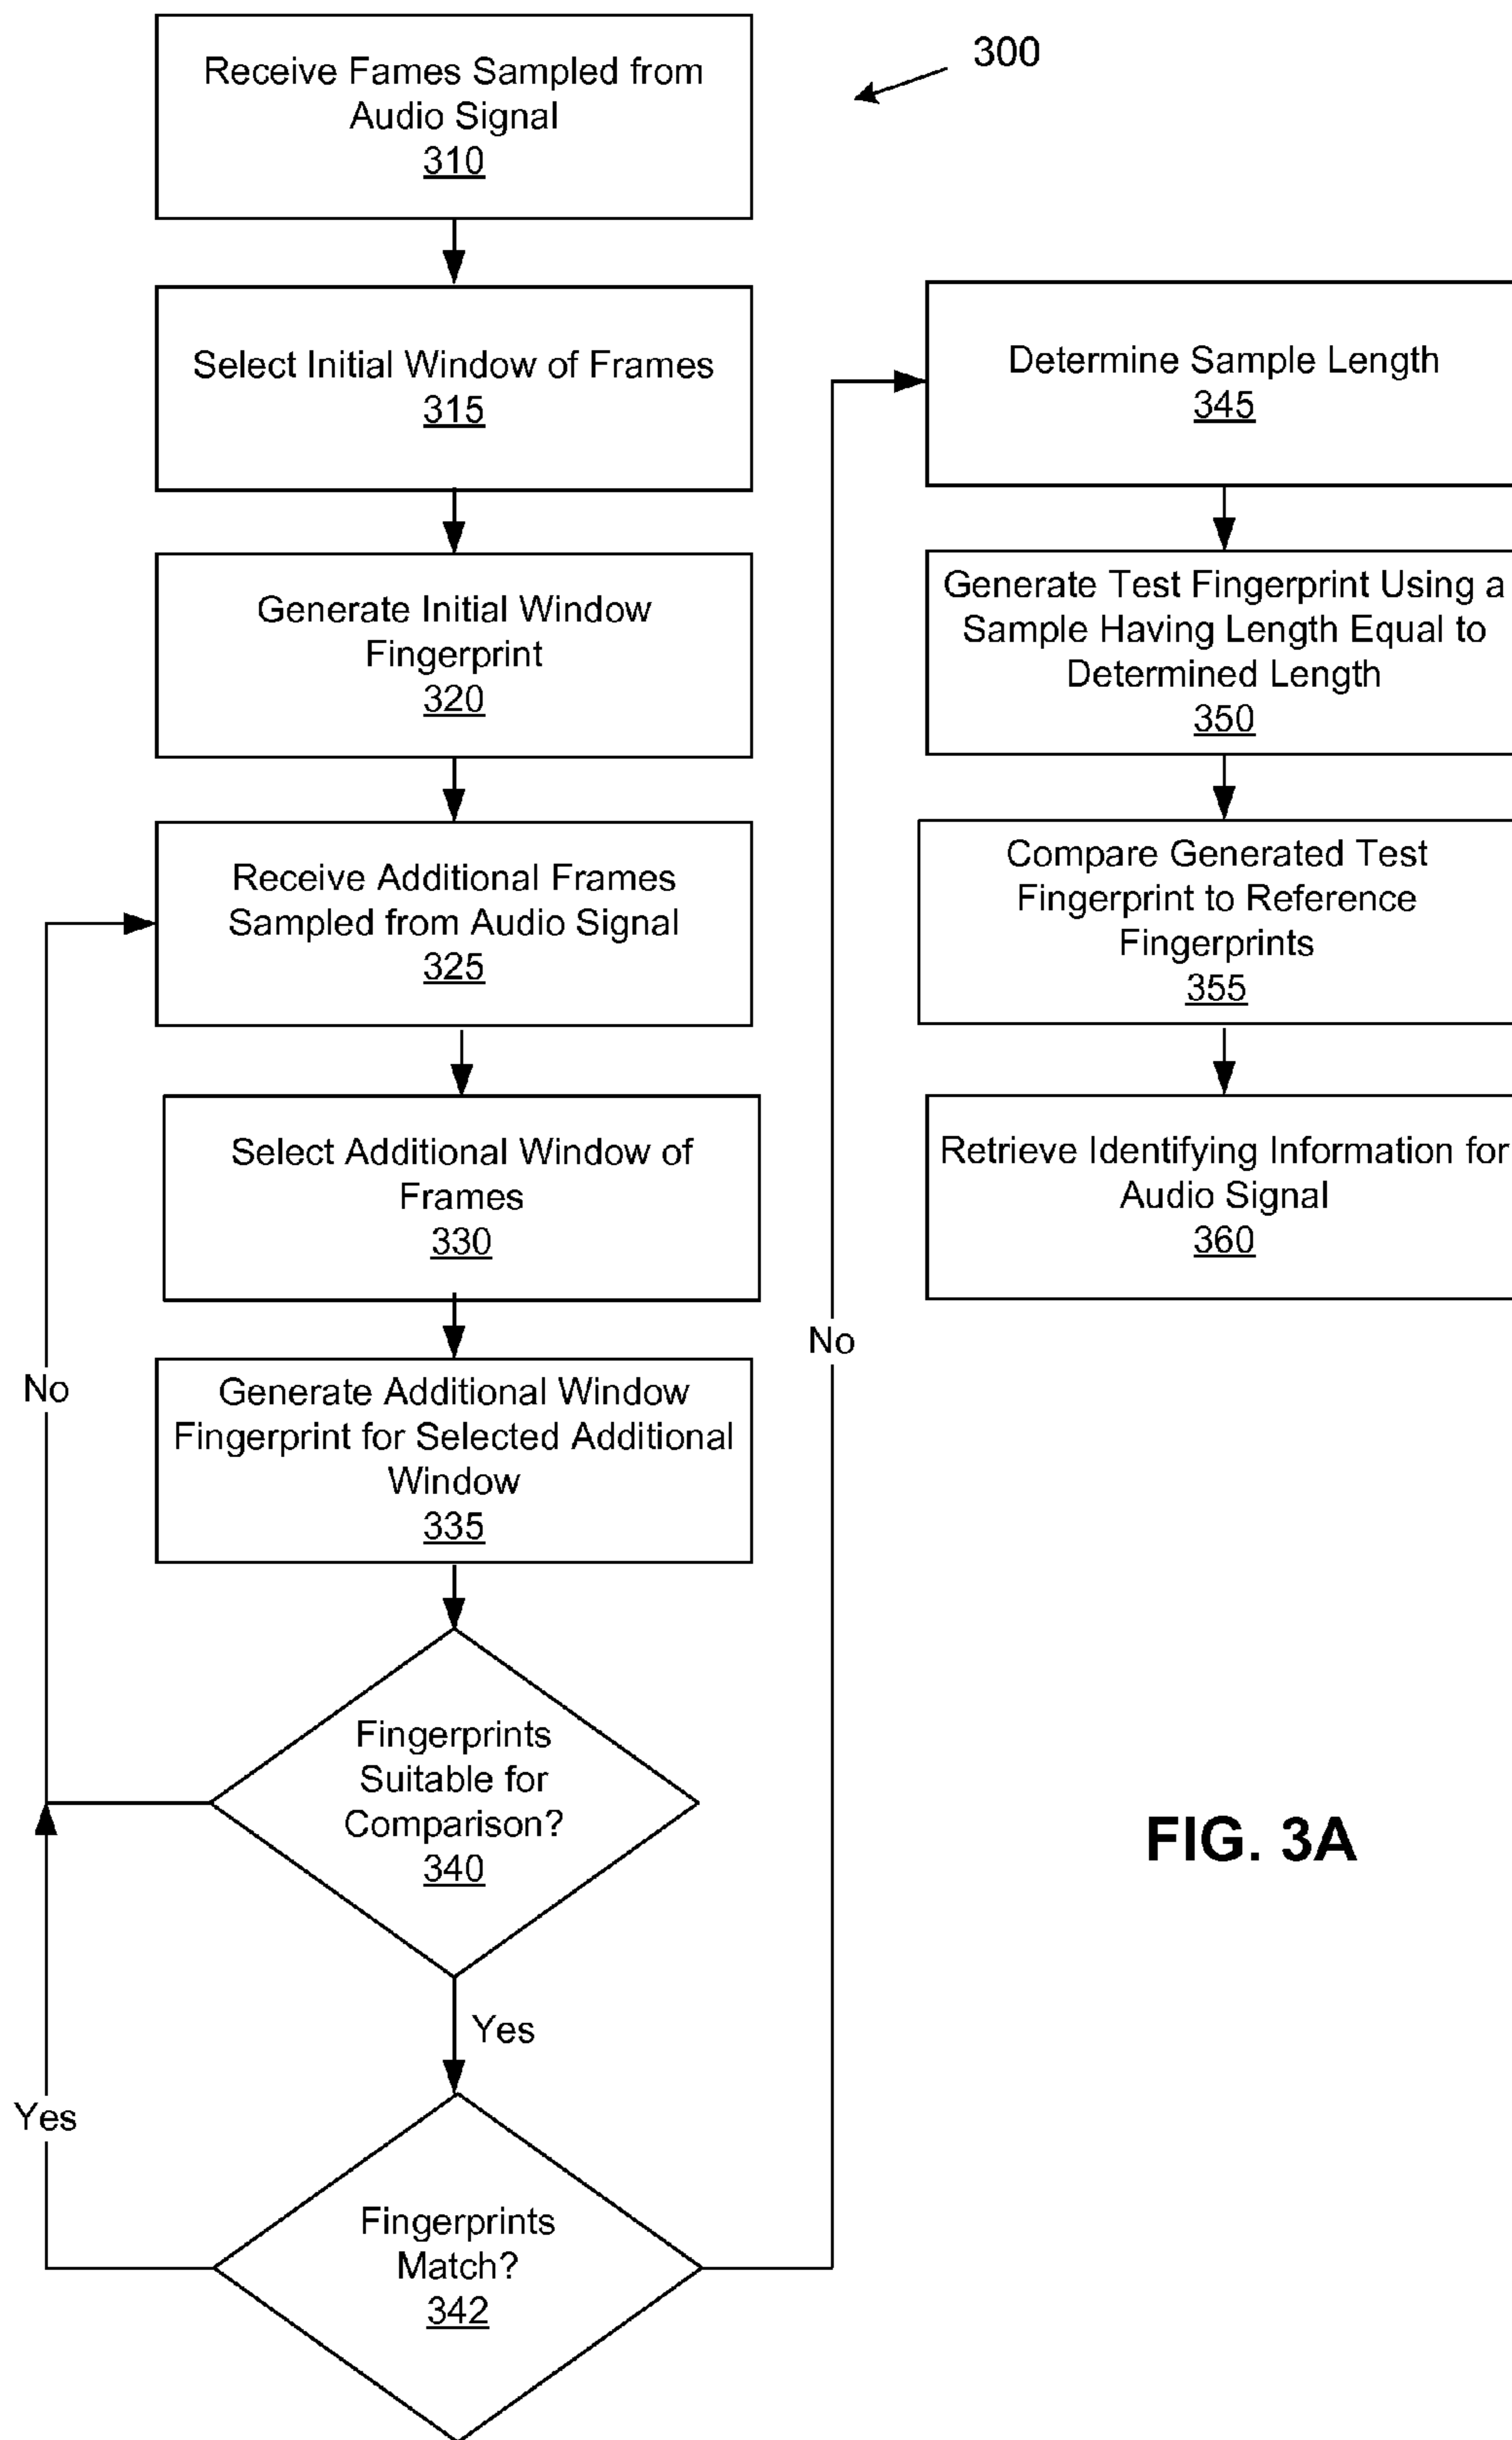 300
Receive Fames Sampled from
Audio Signal
310
Select Initial Window of Frames
315
Generate Initial Window
Fingerprint
320
Receive Additional Frames
Sampled from Audio Signal
325
Select Additional Window of
Frames
330
Generate Additional Window
Fingerprint for Selected Additional
Window
335
Fingerprints
Suitable for
Comparison?
340
No
Yes
Fingerprints
Match?
342
Yes
No
Determine Sample Length
345
Generate Test Fingerprint Using a
Sample Having Length Equal to
Determined Length
350
Compare Generated Test
Fingerprint to Reference
Fingerprints
355
Retrieve Identifying Information for
Audio Signal
360
FIG. 3A